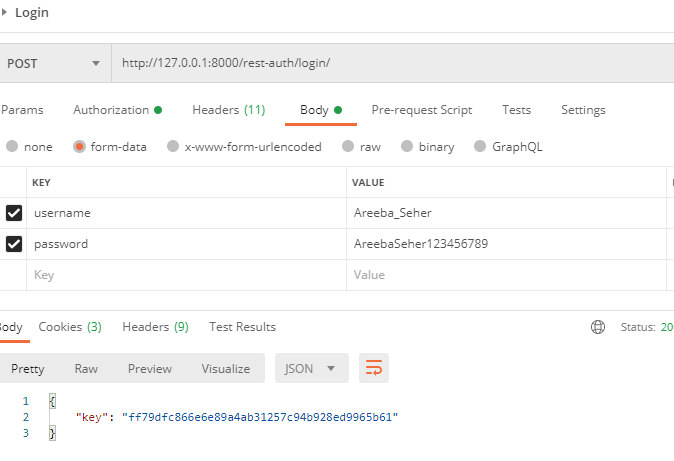 Login
POST http://127.0.0.1:8000/rest-auth/login/
Params Authorization Headers (11) Body Pre-request Script Tests Settings
none form-data x-www-form-urlencoded raw binary GraphQL
KEY VALUE
username Areeba_Seher
password AreebaSeher123456789
Key Value
Body Cookies (3) Headers (9) Test Results Status: 20
Pretty Raw Preview Visualize JSON
1 {
2 "key": "ff79dfc866e6e89a4ab31257c94b928ed9965b61"
3 }